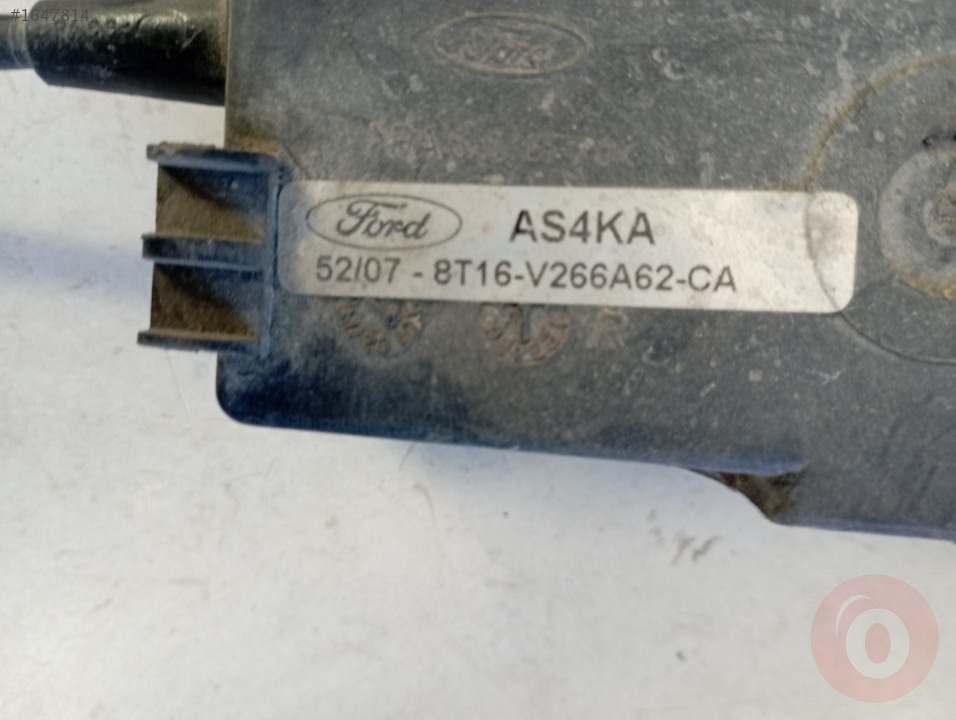 #1647814
Ford
Ford
AS4KA
52/07 - 8T16-V266A62-CA
R
O